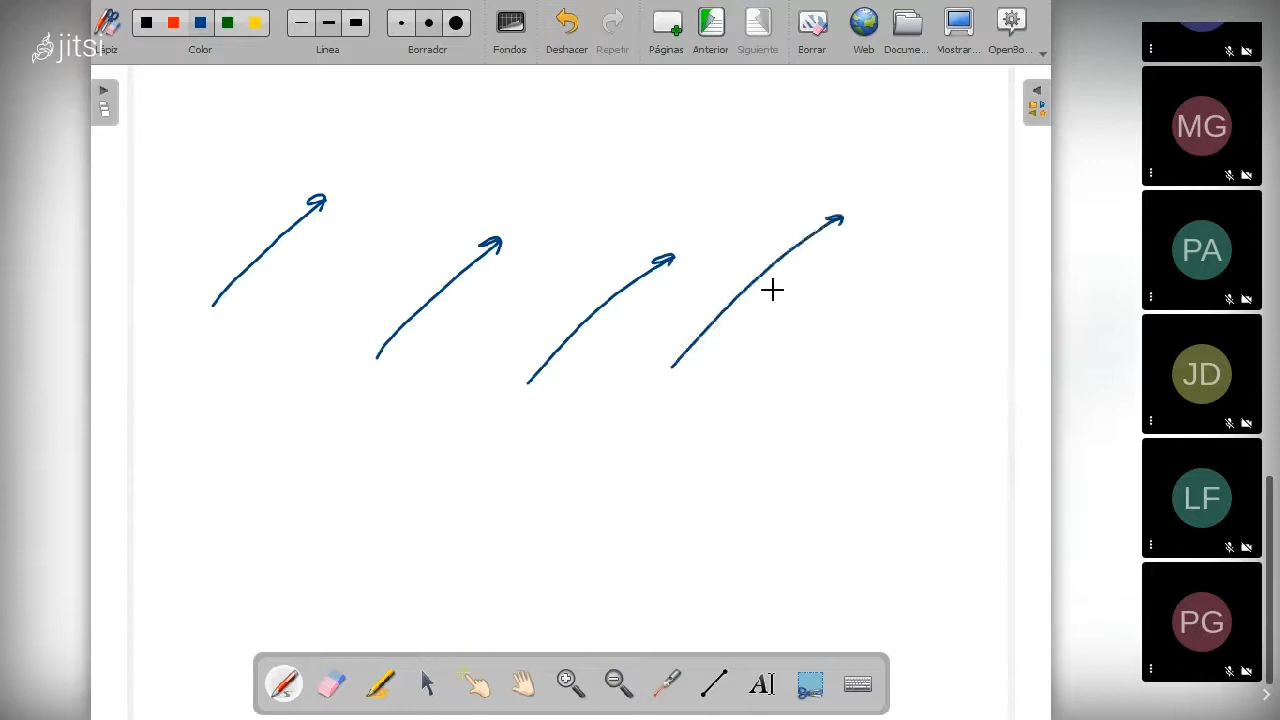 jitsi
Color
Línea
Borrador
Fondos
Deshacer
Repetir
Páginas
Anterior
Siguiente
Borrar
Web
Docume...
Mostrar...
OpenBo...
MG
PA
JD
LF
PG
A